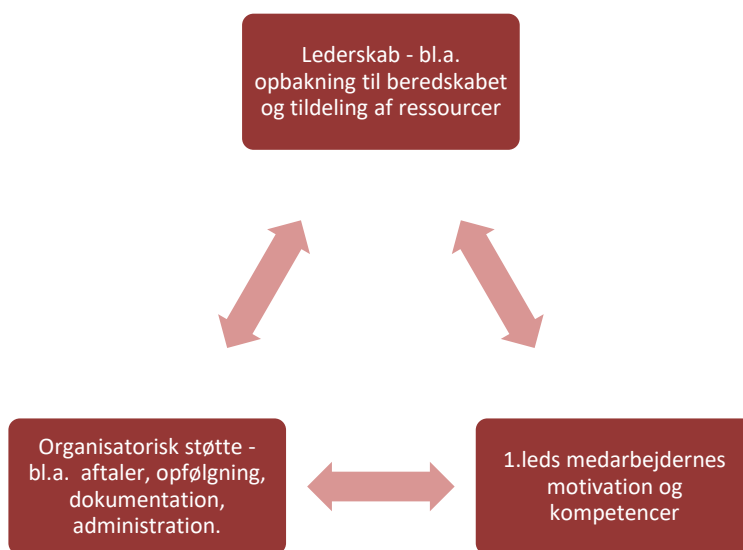 Lederskab - bl.a.
opbakning til beredskabet
og tildeling af ressourcer
Organisatorisk støtte -
bl.a. aftaler, opfølgning,
dokumentation,
administration.
1.leds medarbejdernes
motivation og
kompetencer